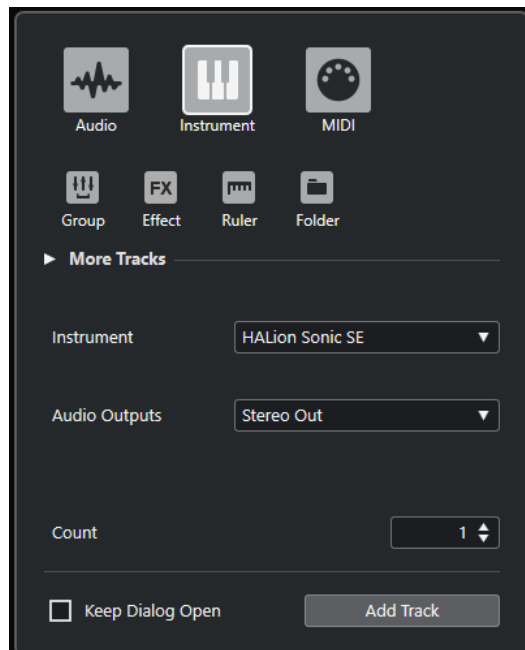 Audio Instrument MIDI
FX
Group Effect Ruler Folder
More Tracks
Instrument HALion Sonic SE
Audio Outputs Stereo Out
Count 1
Keep Dialog Open Add Track